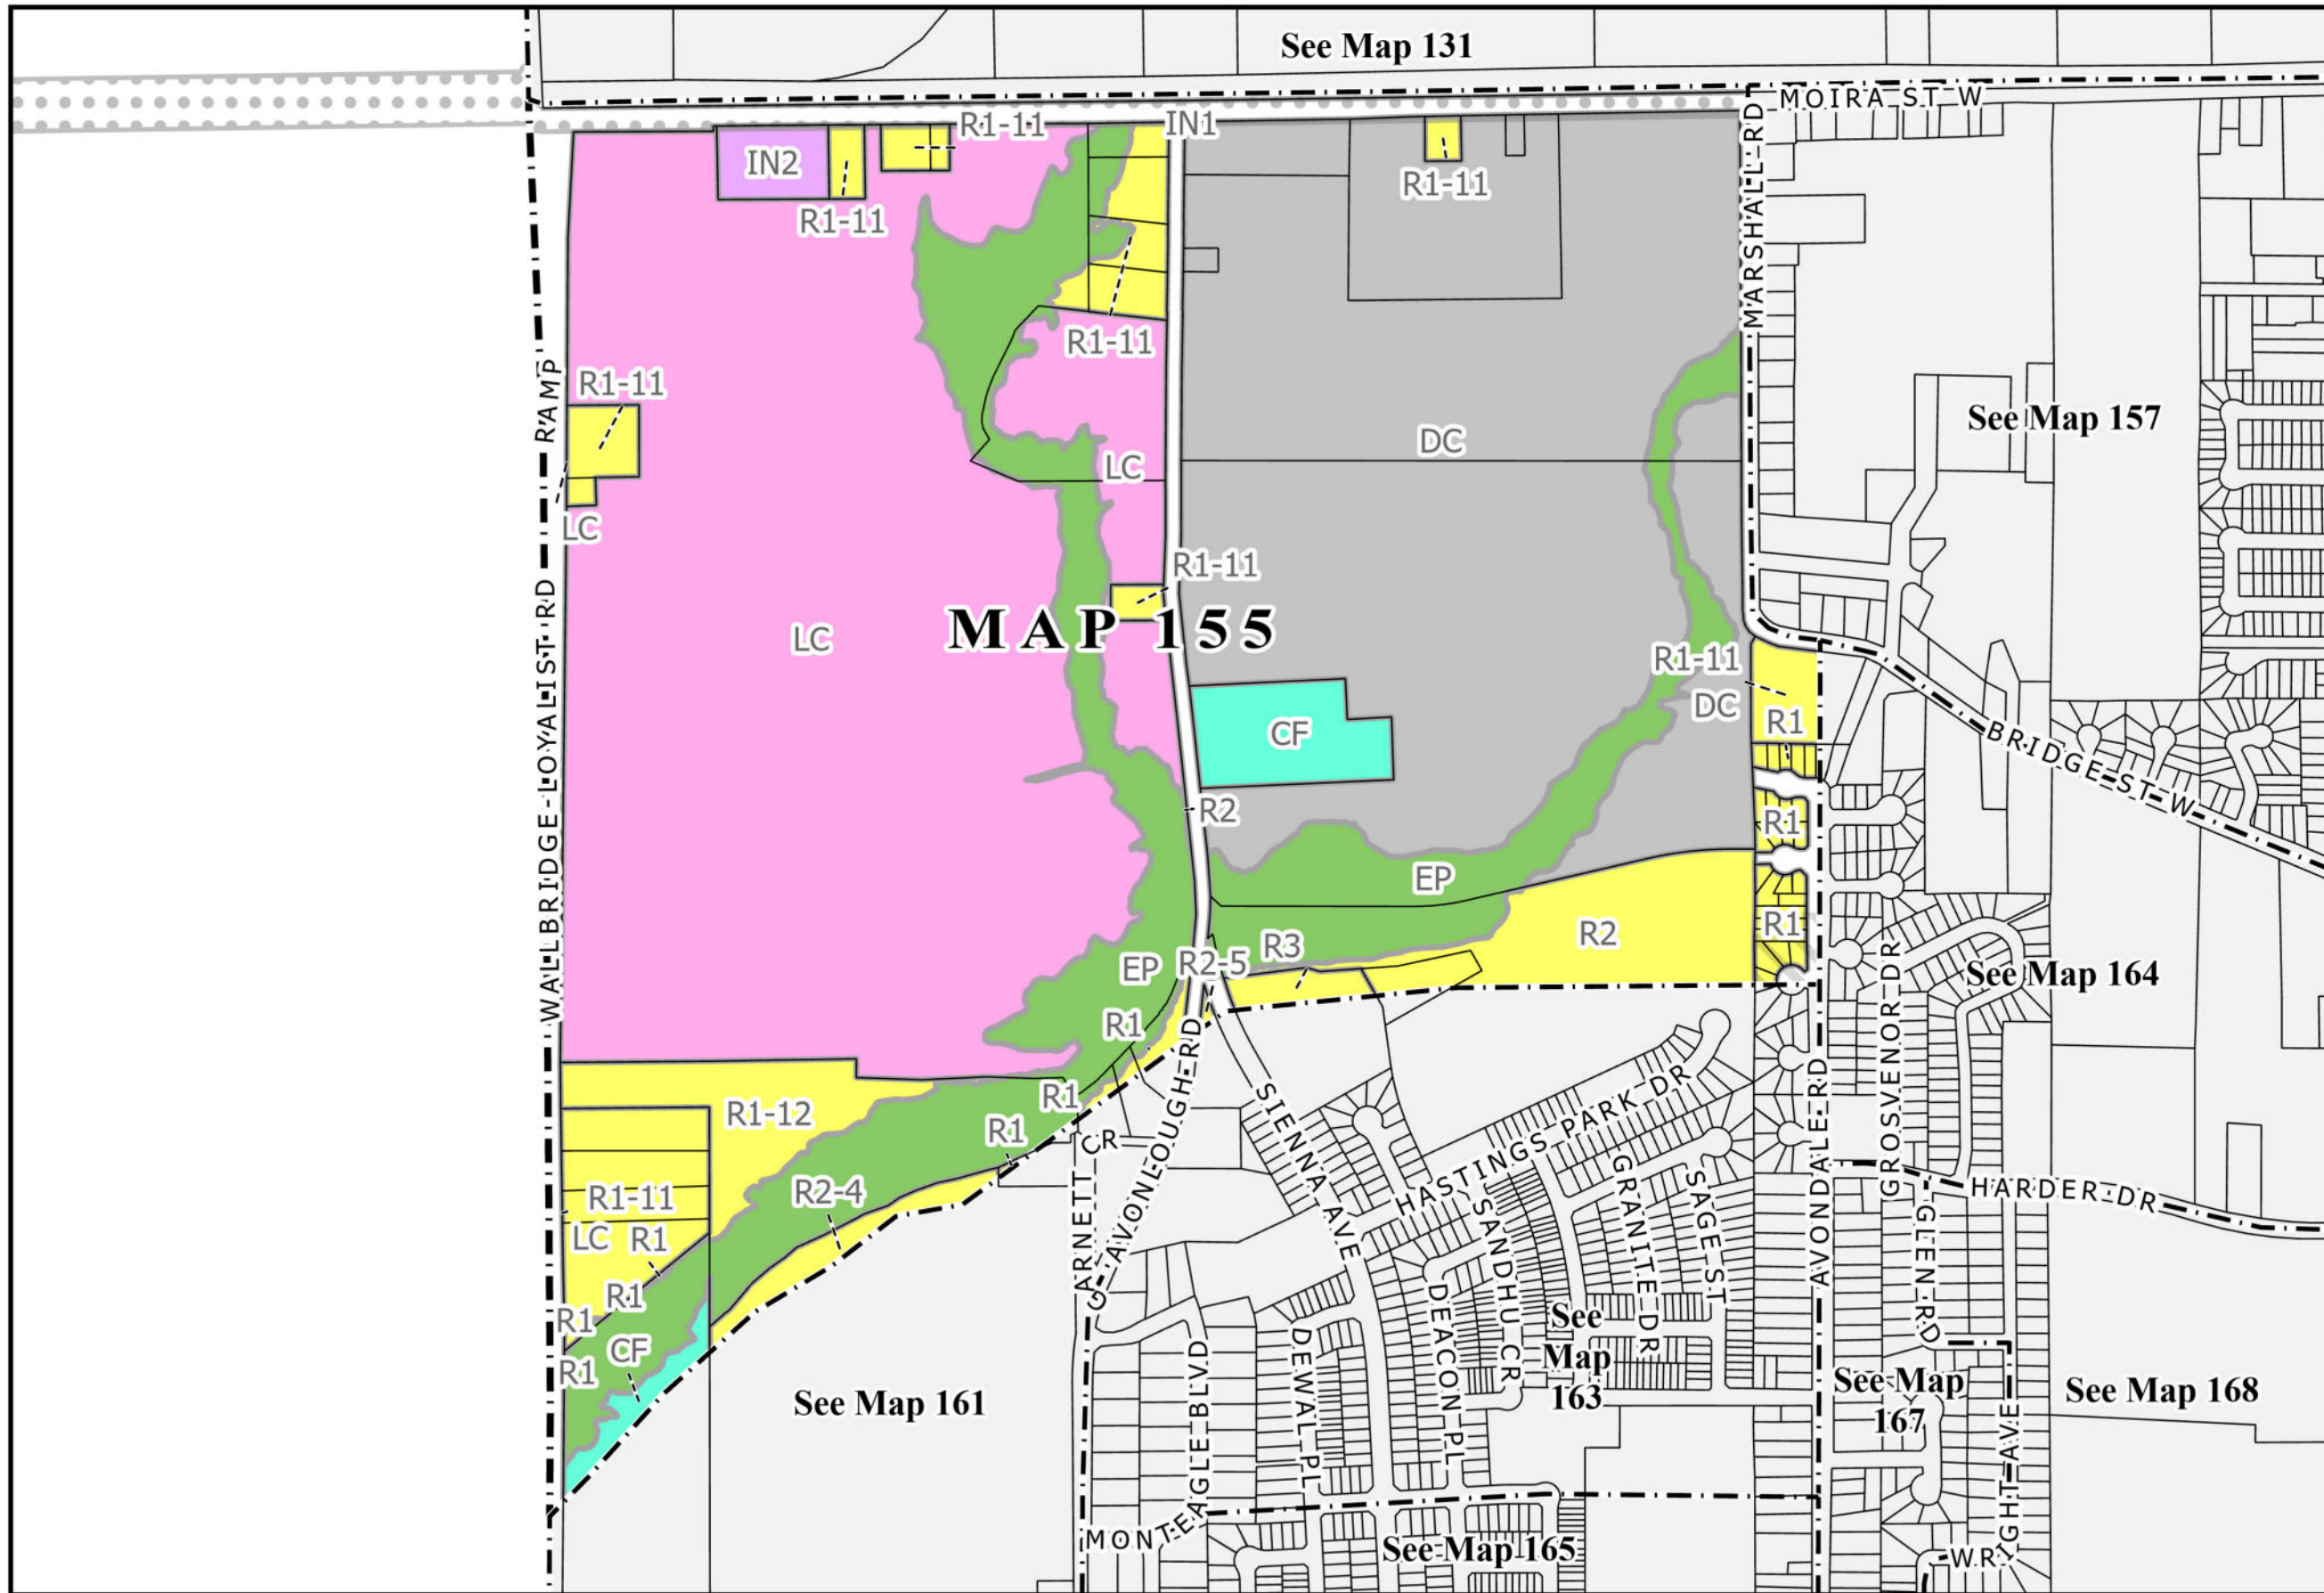 See Map 131
MOIRA ST W
R1-11
IN1
IN2
R1-11
R1-11
MARSHALL RD
R1-11
R1-11
RAMP
See Map 157
DC
LC
LC
R1-11
LC
MAP 155
R1-11
DC
R1
CF
BRIDGE ST W
R2
R1
EP
R1
R2
R3
EP
R2-5
See Map 164
WALLBRIDGE-LOYALIST RD
R1
R1
R1
R1-12
R2-4
R1-11
LC
R1
R1
R1
CF
R1
AVONLOUGH RD
ARNETT CR
SIENNA AVE
HASTINGS PARK DR
SANDHU CR
GRANITE DR
SAGE ST
AVONDALE RD
GROSVENOR DR
HARDER DR
GLEN RD
DEACON PL
DEWAL PL
MONTEAGLE BLVD
WRIGHT AVE
See Map 161
See
Map
163
See Map
167
See Map 168
See Map 165